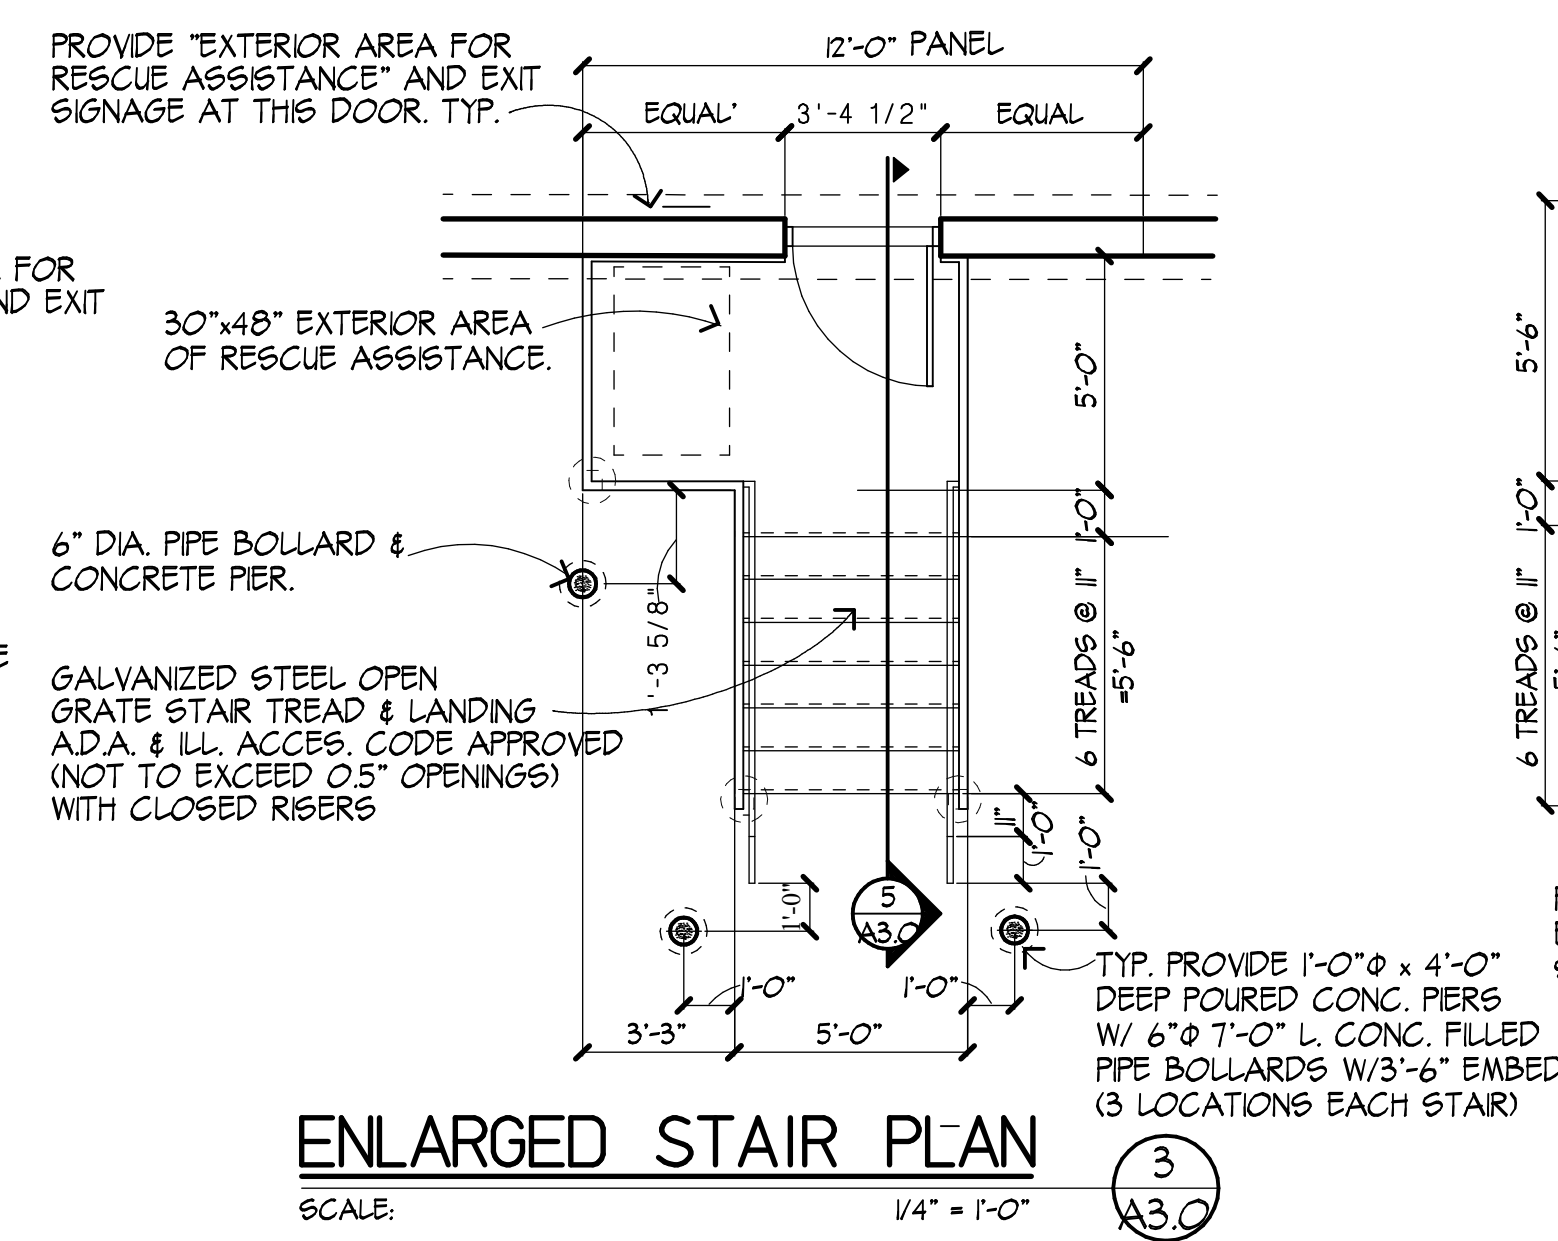 PROVIDE "EXTERIOR AREA FOR
RESCUE ASSISTANCE" AND EXIT
SIGNAGE AT THIS DOOR. TYP.
12'-0" PANEL
EQUAL'
3'-4 1/2"
EQUAL
FOR
AND EXIT
30"x48" EXTERIOR AREA
OF RESCUE ASSISTANCE.
5'-0"
5'-6"
1'-0"
1'-0"
6" DIA. PIPE BOLLARD &
CONCRETE PIER.
1'-3 5/8"
6 TREADS @ 11"
=5'-6"
6 TREADS @ 11"
GALVANIZED STEEL OPEN
GRATE STAIR TREAD & LANDING
A.D.A. & ILL. ACCES. CODE APPROVED
(NOT TO EXCEED 0.5" OPENINGS)
WITH CLOSED RISERS
11"
1'-0"
1'-0"
1'-0"
5
A3.0
TYP. PROVIDE 1'-0"Φ x 4'-0"
DEEP POURED CONC. PIERS
W/ 6"Φ 7'-0" L. CONC. FILLED
PIPE BOLLARDS W/3'-6" EMBED
(3 LOCATIONS EACH STAIR)
1'-0"
1'-0"
3'-3"
5'-0"
ENLARGED STAIR PLAN
SCALE:
1/4" = 1'-0"
3
A3.0